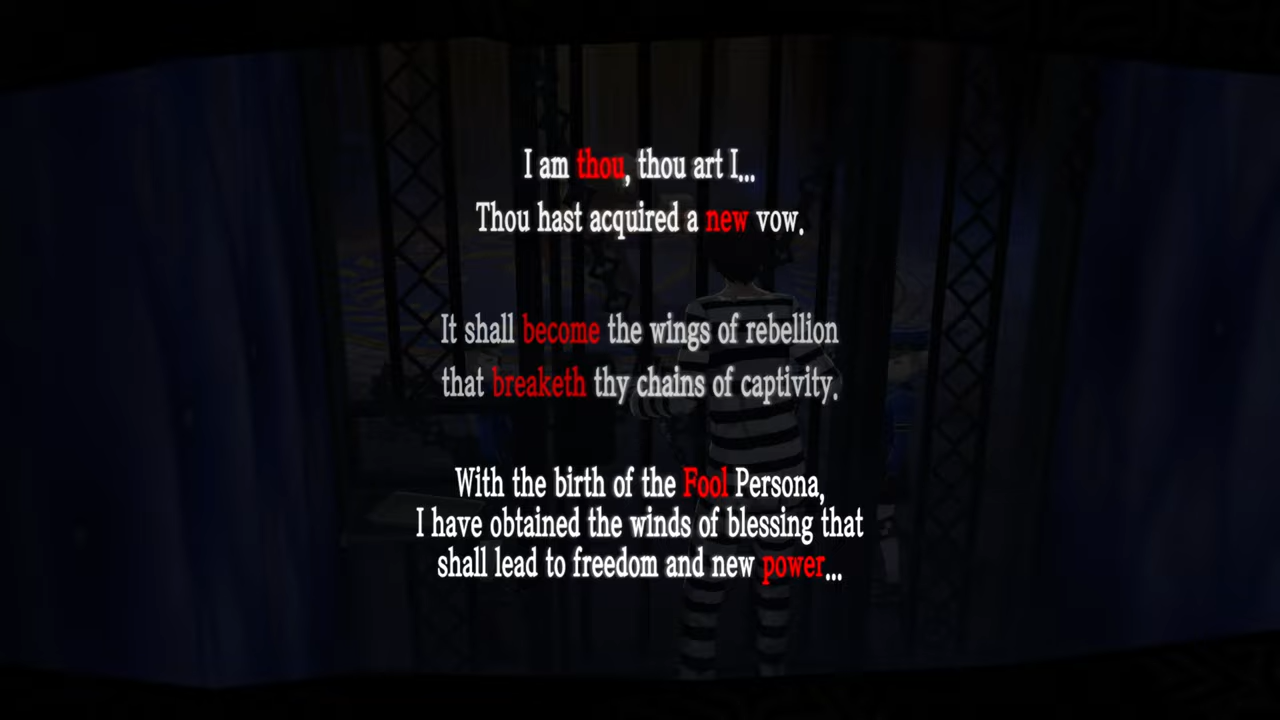 I am thou, thou art I...
Thou hast acquired a new vow.
It shall become the wings of rebellion
that breaketh thy chains of captivity.
With the birth of the Fool Persona,
I have obtained the winds of blessing that
shall lead to freedom and new power...